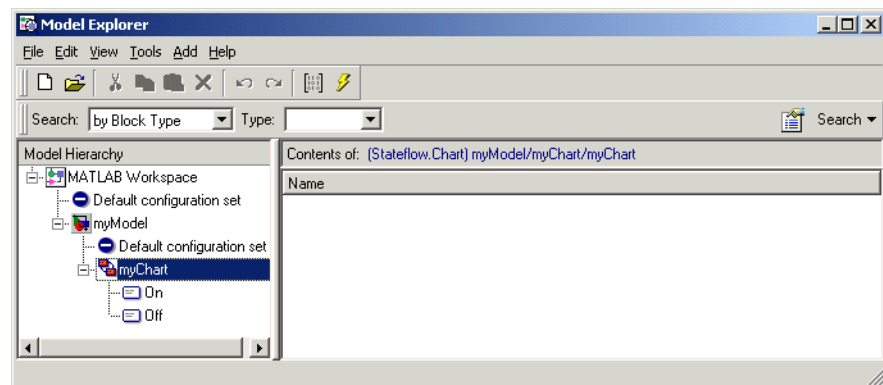 Model Explorer
File Edit View Tools Add Help
Search: by Block Type Type: Search
Model Hierarchy
Contents of: (Stateflow.Chart) myModel/myChart/myChart
Name
MATLAB Workspace
Default configuration set
myModel
Default configuration set
myChart
On
Off